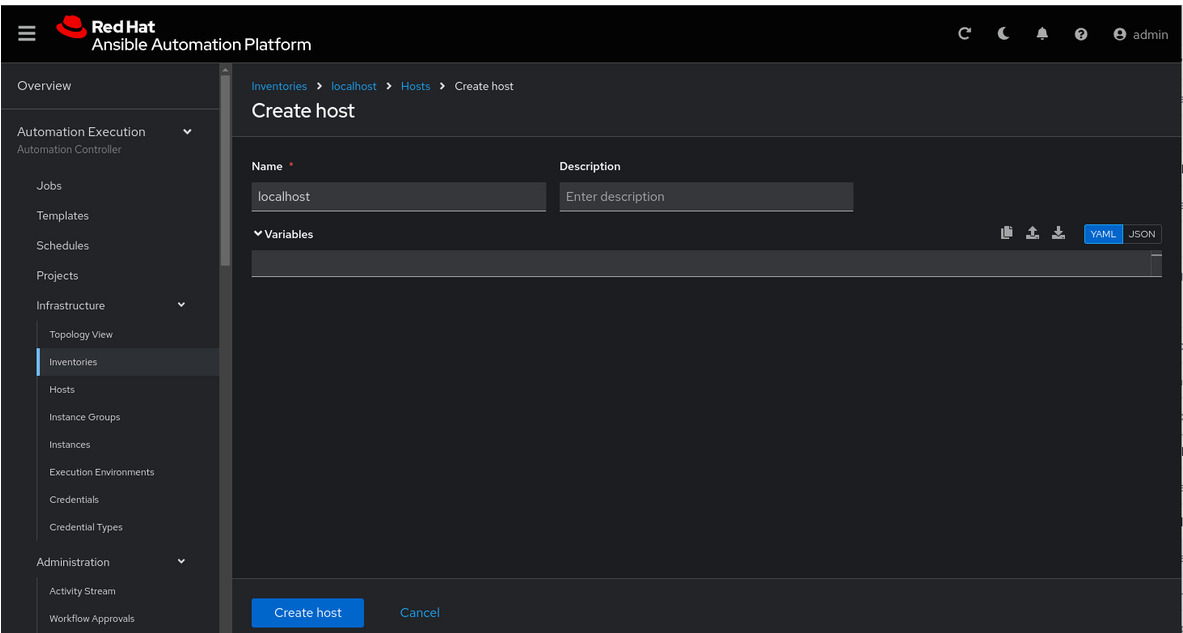 Red Hat
Ansible Automation Platform
admin
Overview
Automation Execution
Automation Controller
Jobs
Templates
Schedules
Projects
Infrastructure
Topology View
Inventories
Hosts
Instance Groups
Instances
Execution Environments
Credentials
Credential Types
Administration
Activity Stream
Workflow Approvals
Inventories > localhost > Hosts > Create host
Create host
Name * Description
localhost Enter description
Variables YAML JSON
Create host Cancel